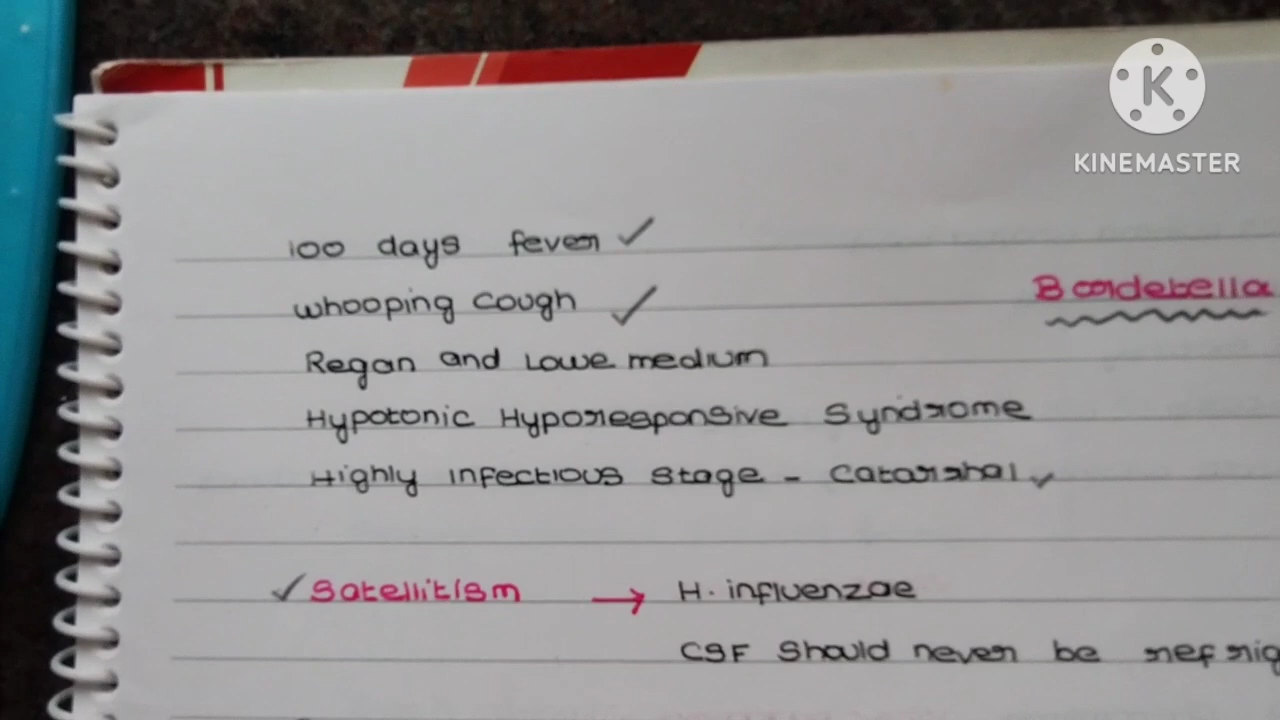 KINEMASTER
100 days fever ✓
whooping cough ✓
Bordetella
Regan and Lowe medium
Hypotonic Hyporesponsive Syndrome
Highly infectious stage - Catarrhal ✓
✓ Satellitism → H. influenzae
CSF should never be